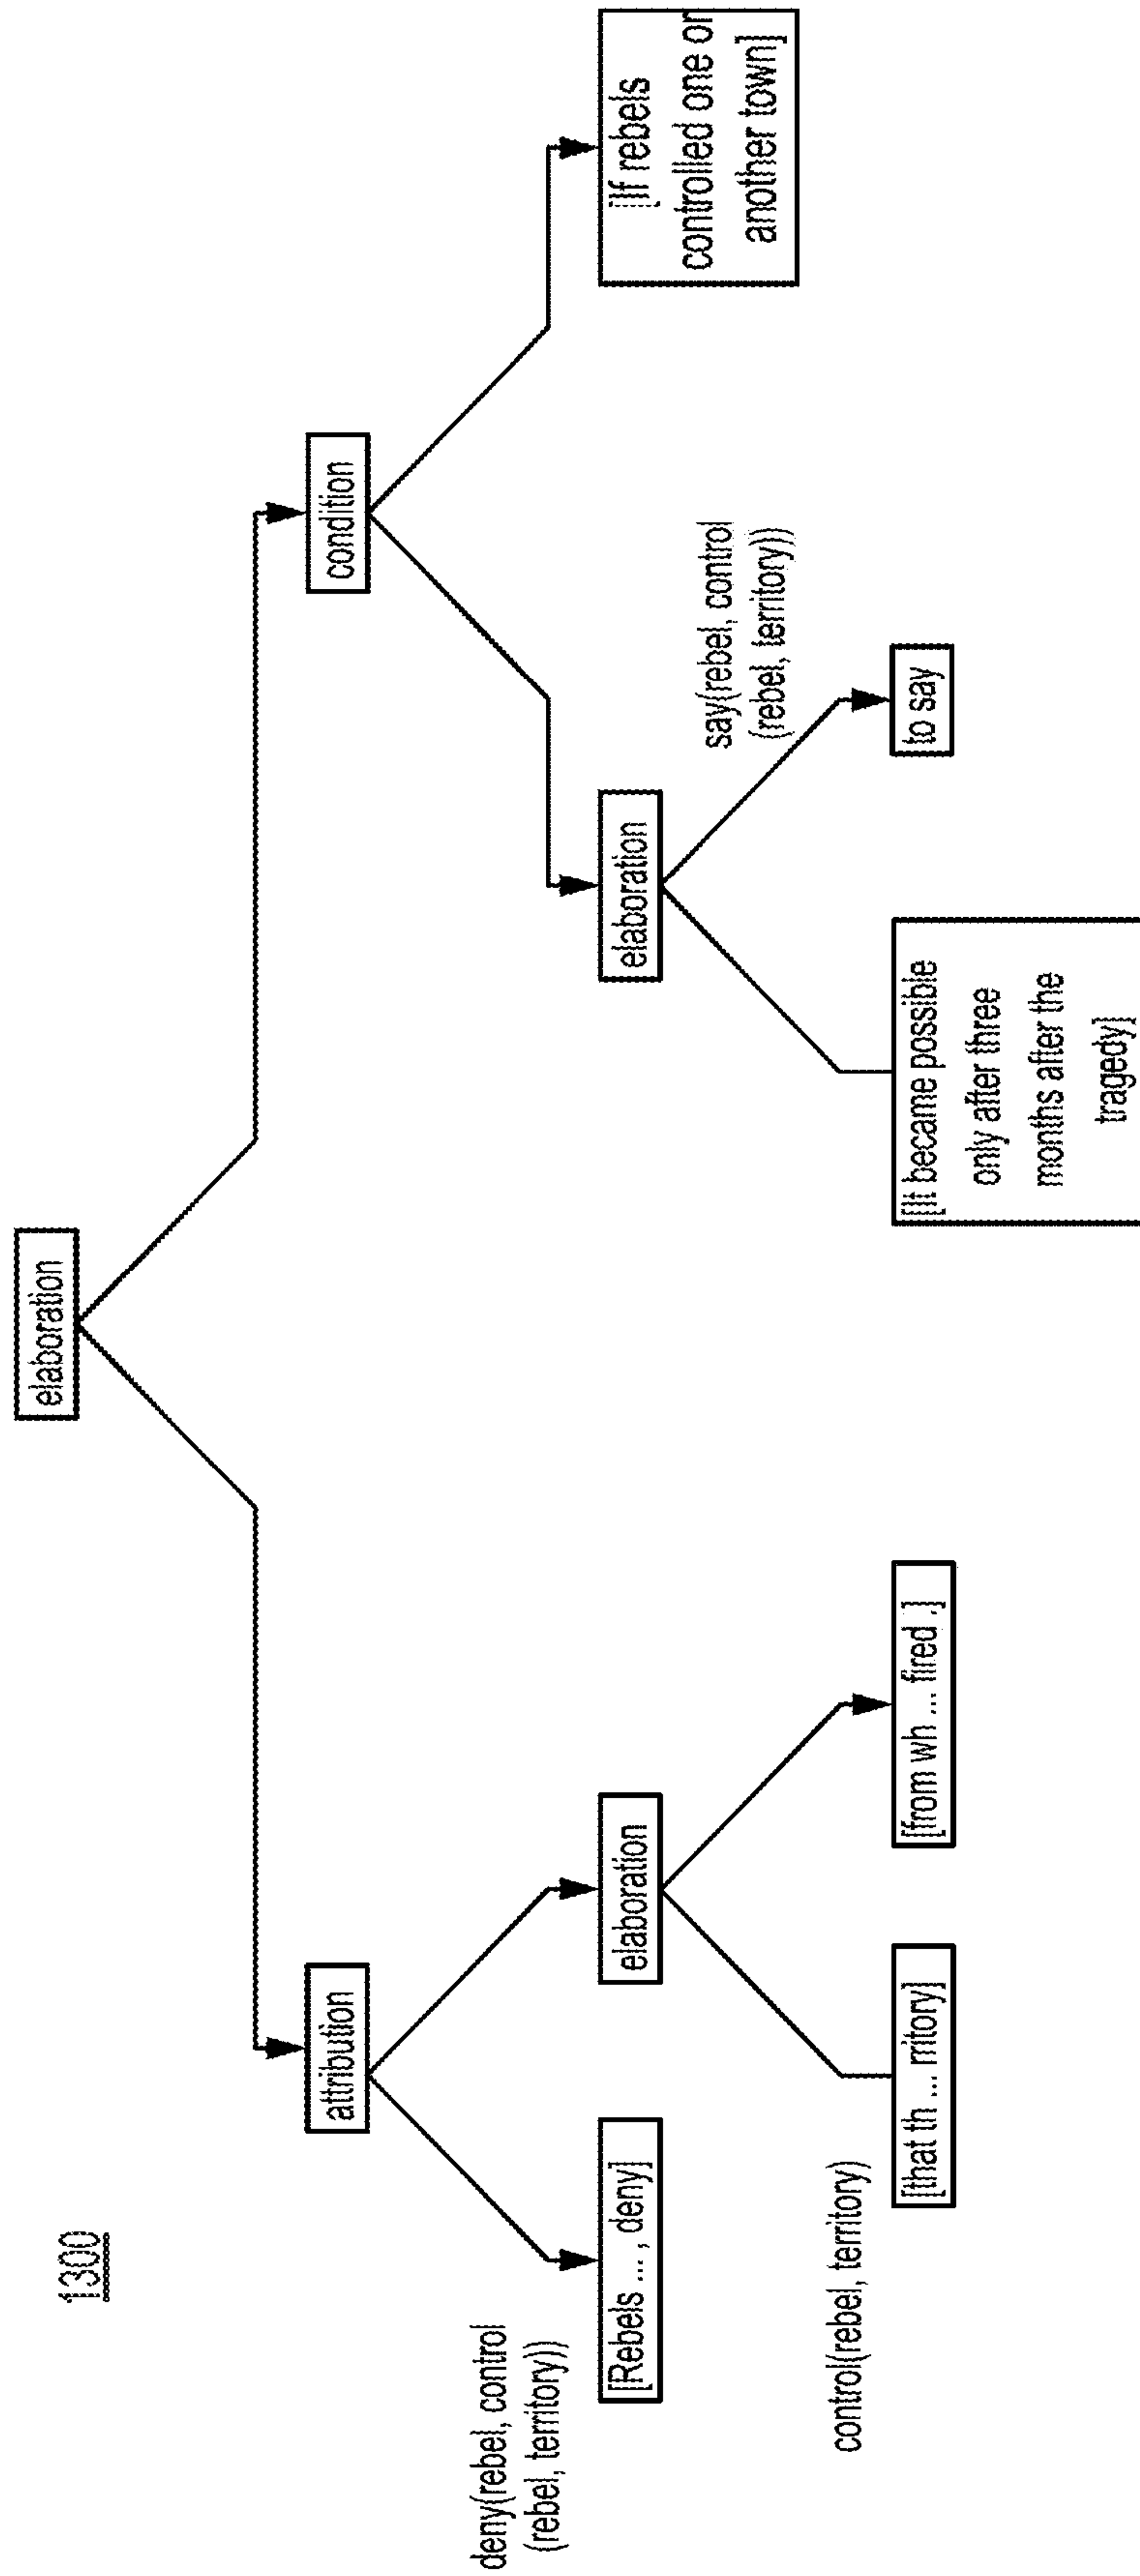 1300
elaboration
attribution
condition
deny(rebel, control
(rebel, territory))
[Rebels ... , deny]
elaboration
elaboration
[If rebels
controlled one or
another town]
control(rebel, territory)
[that th ... rritory]
[from wh ... fired .]
say(rebel, control
(rebel, territory))
[It became possible
only after three
months after the
tragedy]
to say